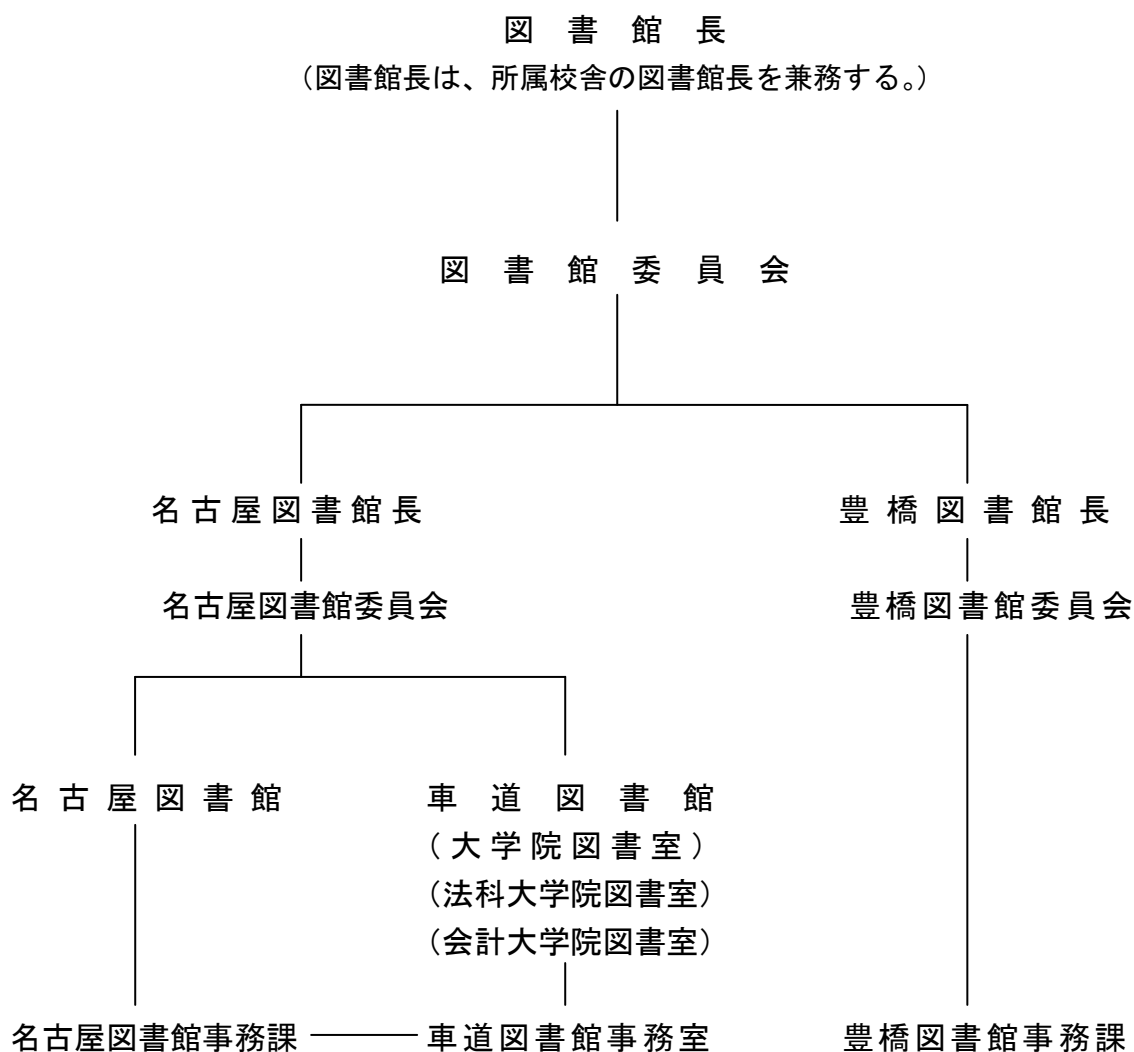 図書館長
（図書館長は、所属校舎の図書館長を兼務する。）
図書館委員会
名古屋図書館長
豊橋図書館長
名古屋図書館委員会
豊橋図書館委員会
名古屋図書館
車道図書館
（大学院図書室）
（法科大学院図書室）
（会計大学院図書室）
名古屋図書館事務課
車道図書館事務室
豊橋図書館事務課